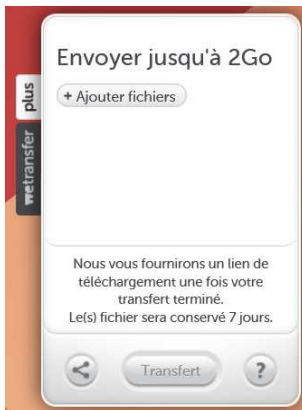 Envoyer jusqu'à 2Go
+ Ajouter fichiers
plus
wetransfer
Nous vous fournirons un lien de
téléchargement une fois votre
transfert terminé.
Le(s) fichier sera conservé 7 jours.
Transfert
?